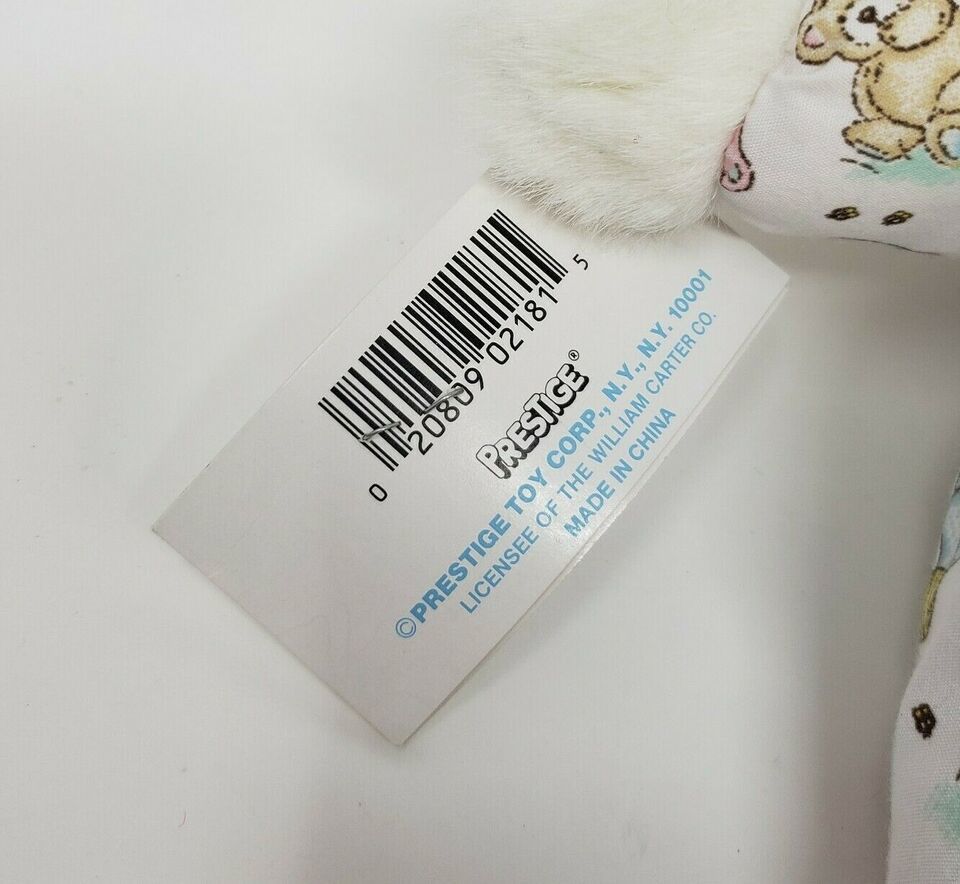 0 20809 02181 5
PRESTIGE®
©PRESTIGE TOY CORP., N.Y., N.Y. 10001
LICENSEE OF THE WILLIAM CARTER CO.
MADE IN CHINA